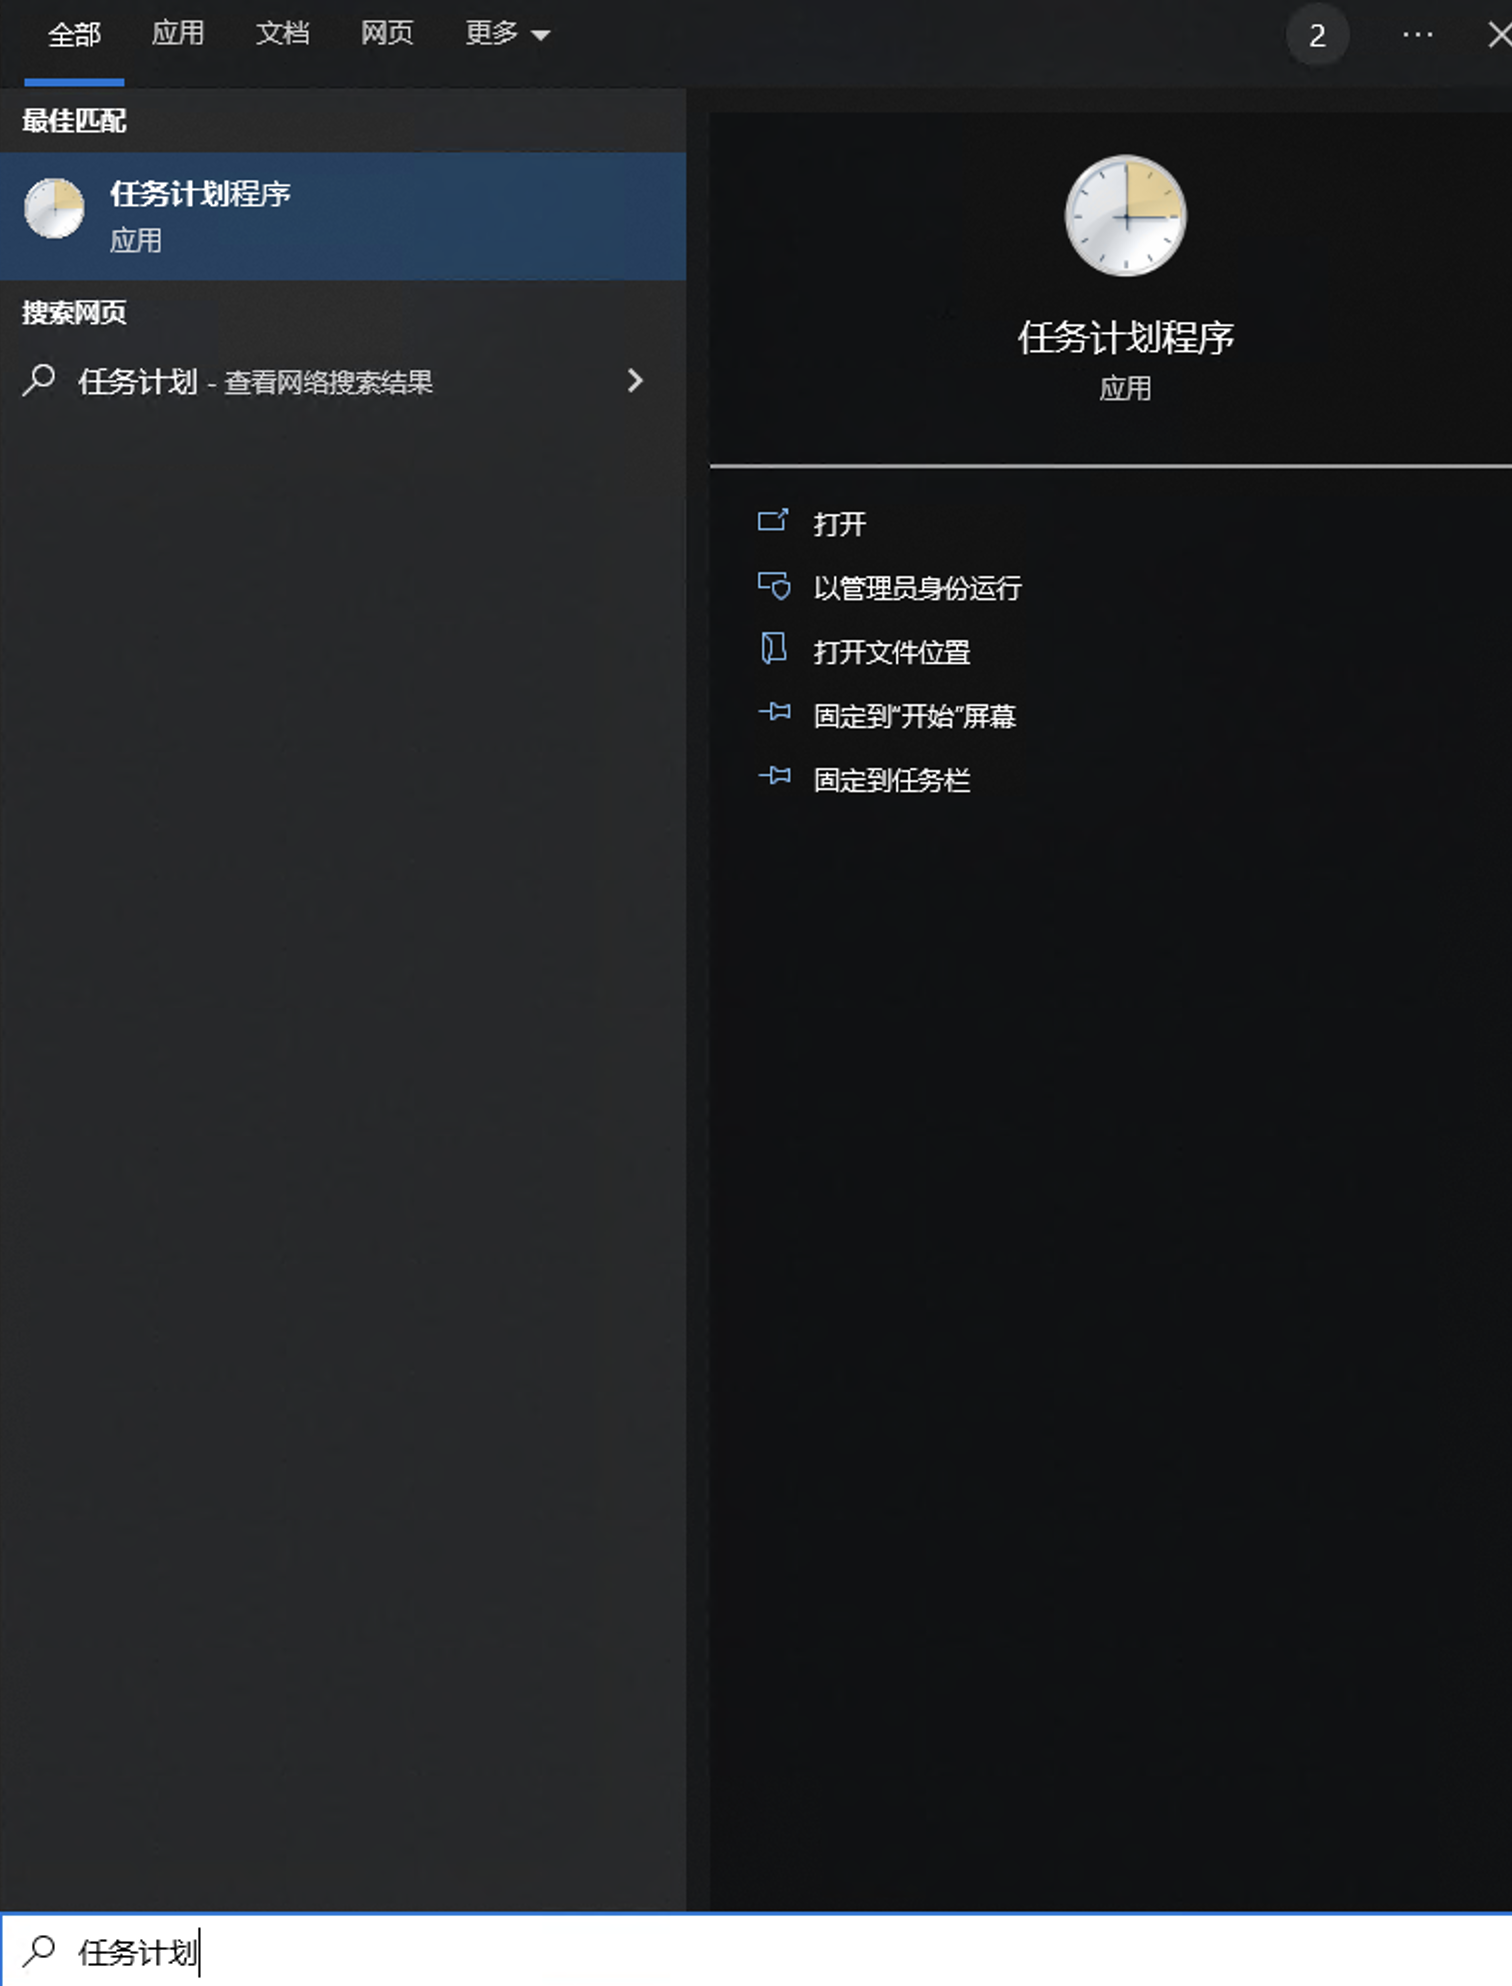 全部 应用 文档 网页 更多
2 ···
最佳匹配
任务计划程序
应用
搜索网页
任务计划 - 查看网络搜索结果
任务计划程序
应用
打开
以管理员身份运行
打开文件位置
固定到“开始”屏幕
固定到任务栏
任务计划